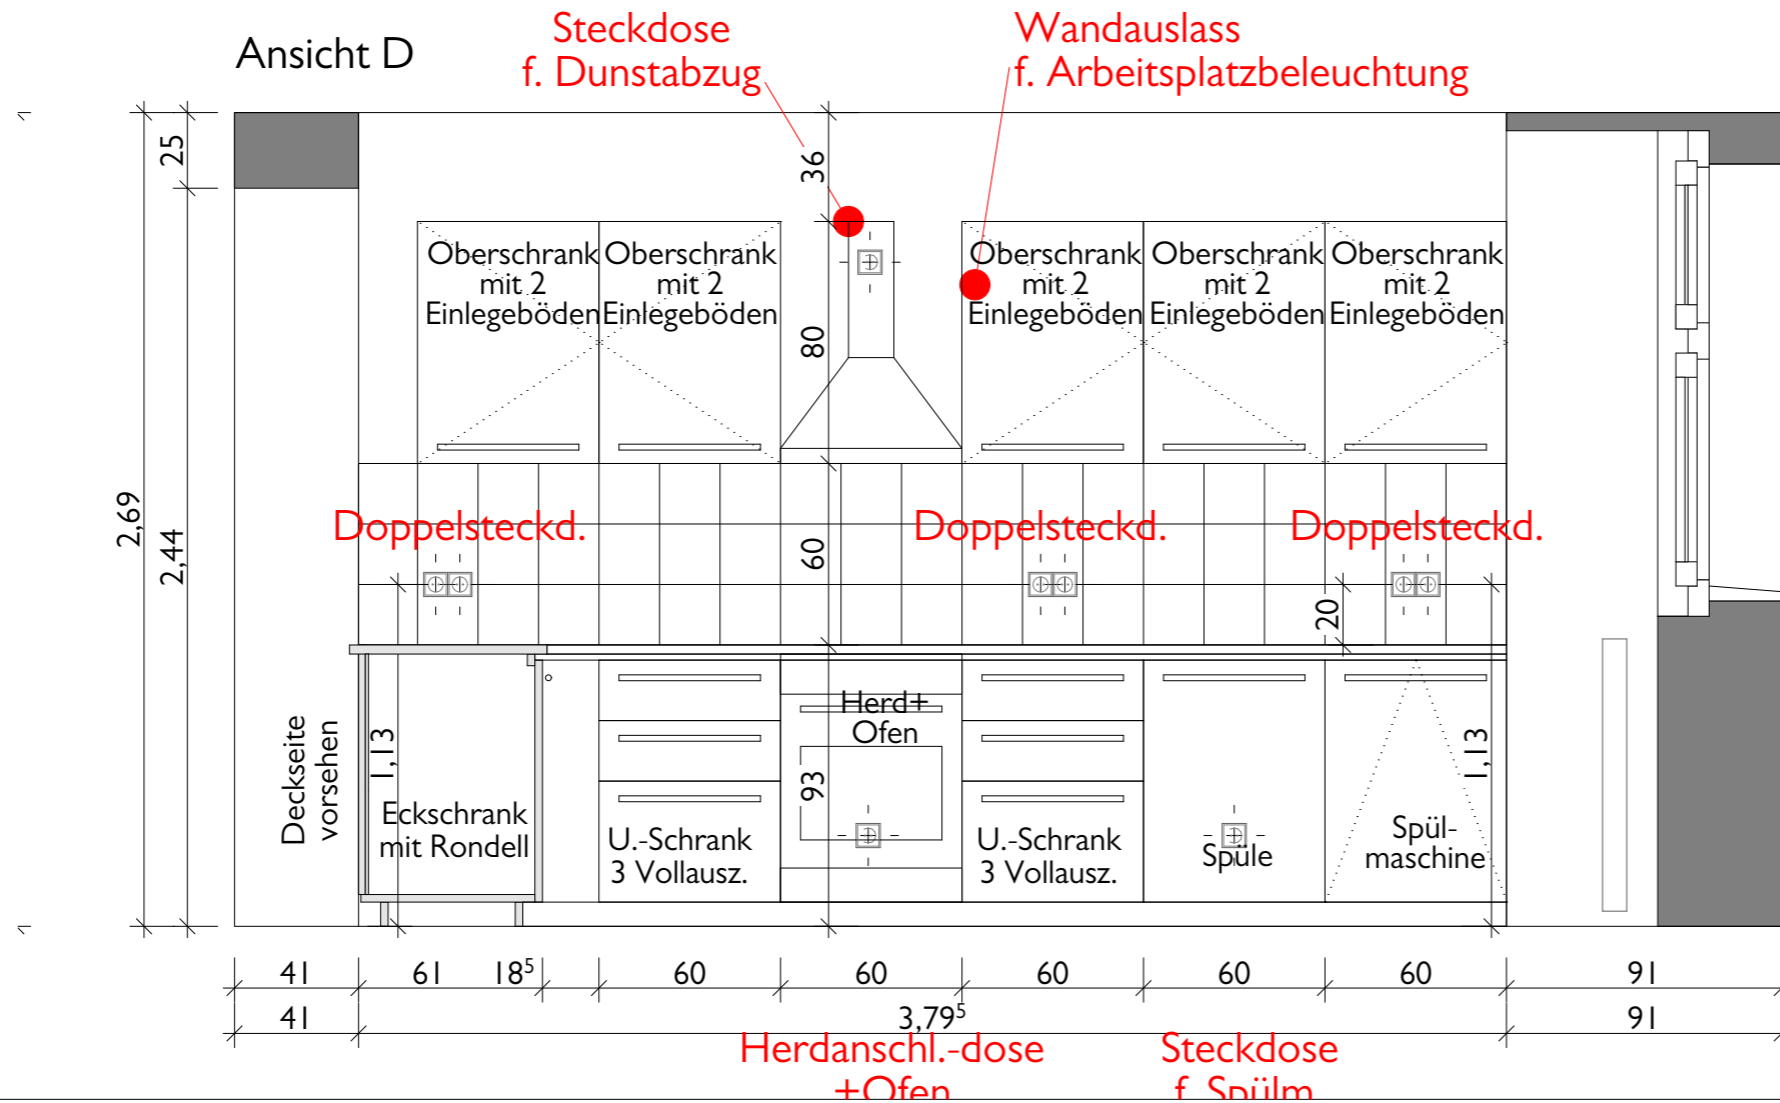 Ansicht D
Steckdose
f. Dunstabzug
Wandauslass
f. Arbeitsplatzbeleuchtung
25
36
Oberschrank
mit 2
Einlegeböden
Oberschrank
mit 2
Einlegeböden
Oberschrank
mit 2
Einlegeböden
Oberschrank
mit 2
Einlegeböden
Oberschrank
mit 2
Einlegeböden
80
2,69
2,44
Doppelsteckd.
Doppelsteckd.
Doppelsteckd.
60
20
Deckseite
vorsehen
1,13
Eckschrank
mit Rondell
U.-Schrank
3 Vollausz.
Herd+
Ofen
93
U.-Schrank
3 Vollausz.
Spüle
Spül-
maschine
1,13
41 61 18⁵ 60 60 60 60 60 91
41 3,79⁵ 91
Herdanschl.-dose
+Ofen
Steckdose
f. Spülm.